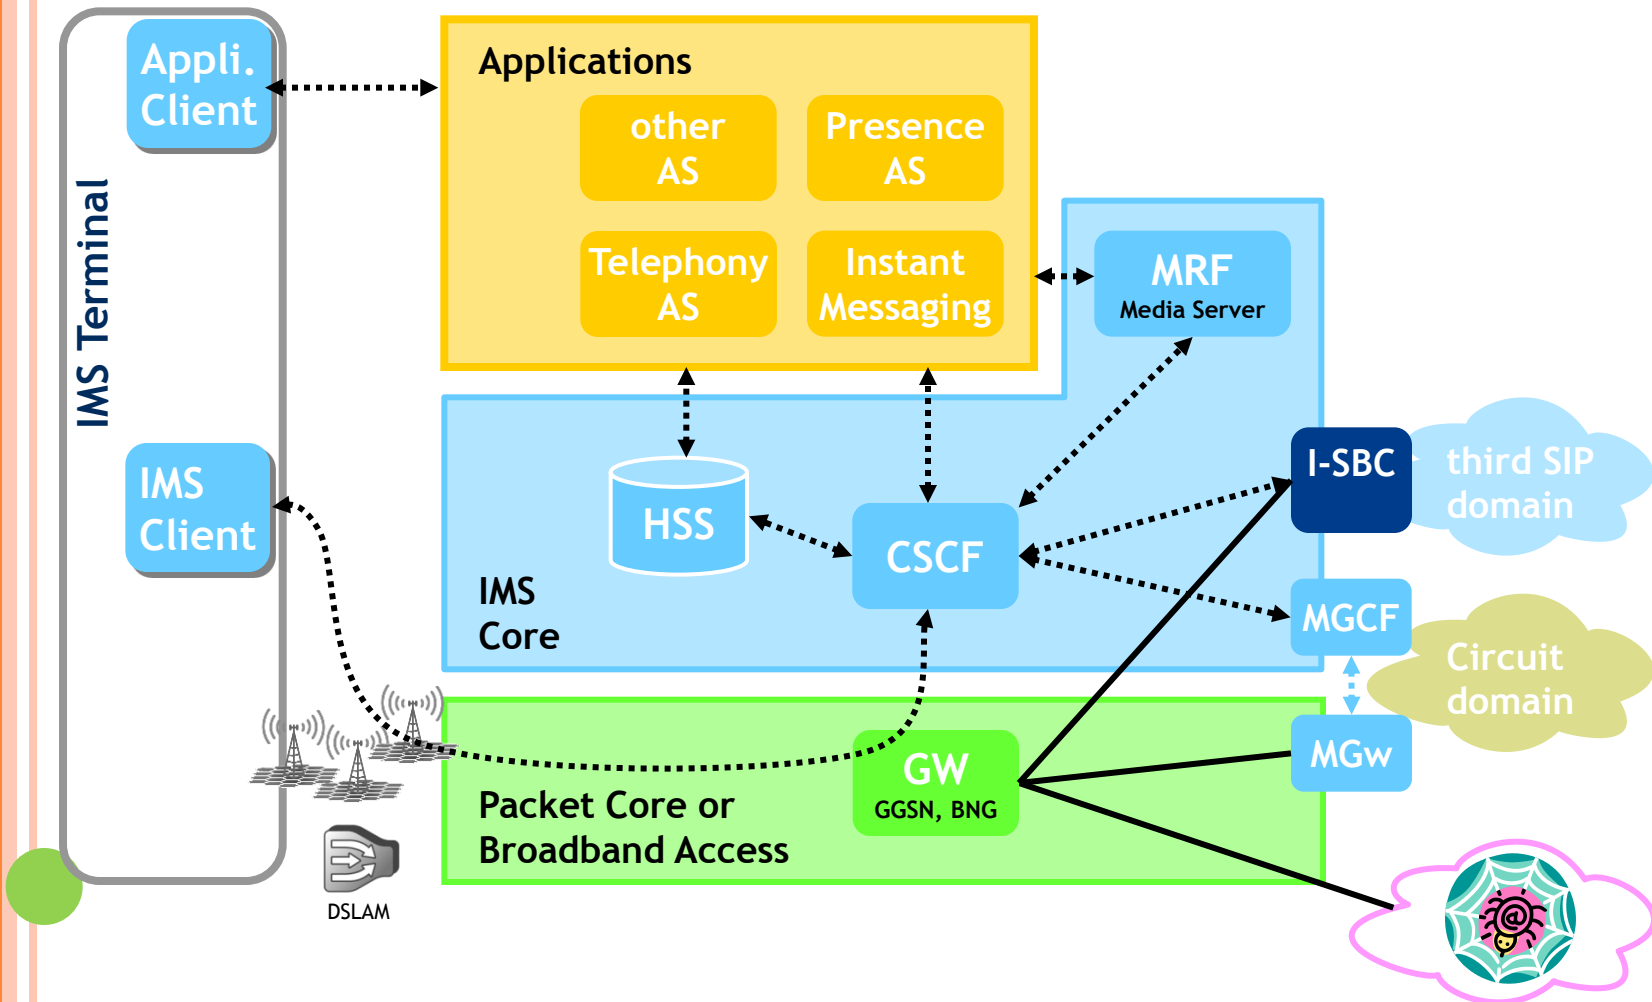 Appli.
Client
IMS Terminal
IMS
Client
Applications
other
AS
Presence
AS
Telephony
AS
Instant
Messaging
MRF
Media Server
HSS
CSCF
IMS
Core
I-SBC
third SIP
domain
MGCF
Circuit
domain
MGw
GW
GGSN, BNG
Packet Core or
Broadband Access
DSLAM
@